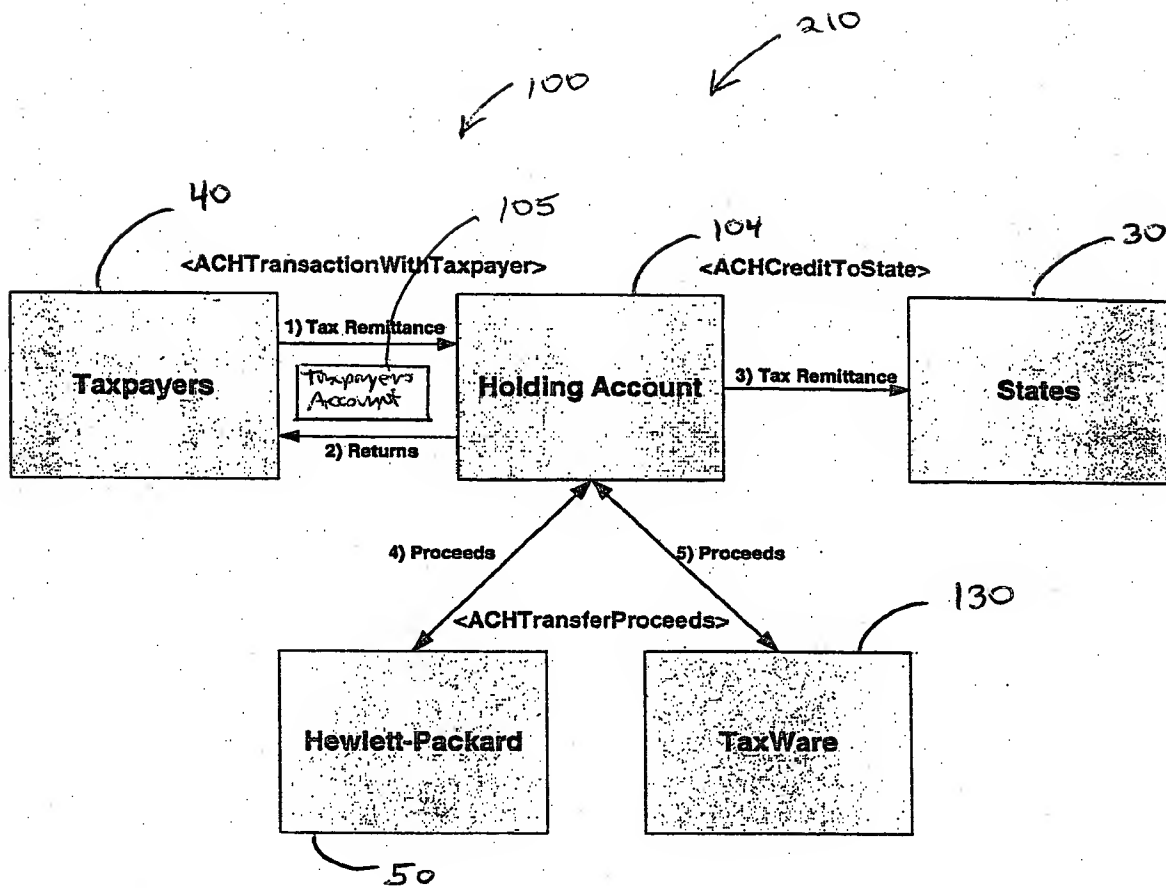 210
100
40
105
104
30
<ACHTransactionWithTaxpayer>
<ACHCreditToState>
1) Tax Remittance
Taxpayers
Taxpayers
Account
Holding Account
3) Tax Remittance
States
2) Returns
4) Proceeds
5) Proceeds
<ACHTransferProceeds>
130
Hewlett-Packard
TaxWare
50